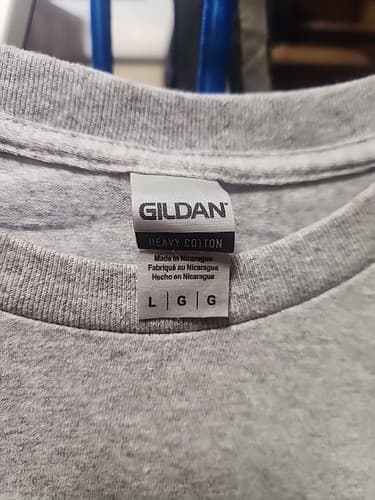 GILDAN
HEAVY COTTON
Made in Nicaragua
Fabriqué au Nicaragua
Hecho en Nicaragua
L | G | G